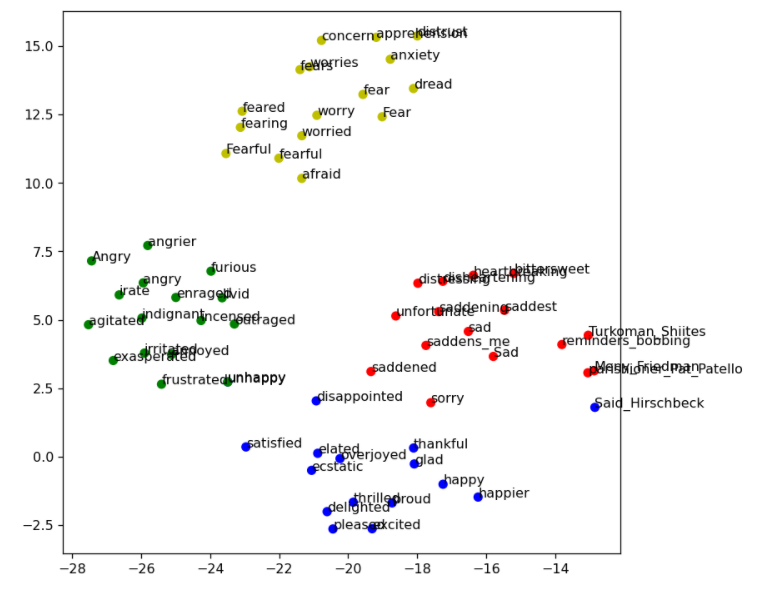 15.0
12.5
10.0
7.5
5.0
2.5
0.0
−2.5
−28
−26
−24
−22
−20
−18
−16
−14
concern
apprehension
distrust
anxiety
worries
fears
dread
fear
feared
worry
Fear
fearing
worried
Fearful
fearful
afraid
angrier
Angry
furious
angry
irate
enraged
livid
agitated
indignant
incensed
outraged
irritated
annoyed
exasperated
frustrated
unhappy
bittersweet
heartbreaking
disheartening
distressing
saddening
saddest
unfortunate
sad
Turkoman_Shiites
saddens_me
reminders_bobbing
Sad
saddened
parishioner_Pat_Patello
sorry
disappointed
Said_Hirschbeck
satisfied
elated
overjoyed
thankful
glad
ecstatic
happy
happier
thrilled
proud
delighted
pleased
excited